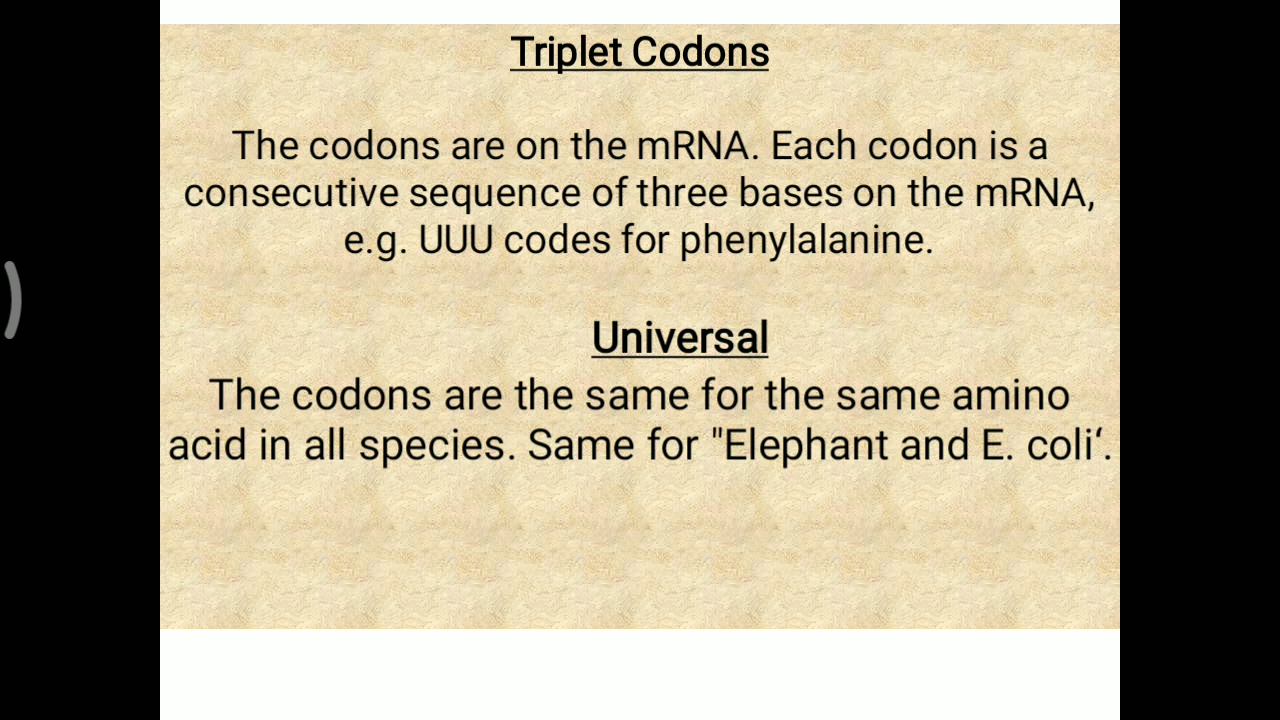 Triplet Codons
The codons are on the mRNA. Each codon is a
consecutive sequence of three bases on the mRNA,
e.g. UUU codes for phenylalanine.
Universal
The codons are the same for the same amino
acid in all species. Same for "Elephant and E. coli‘.